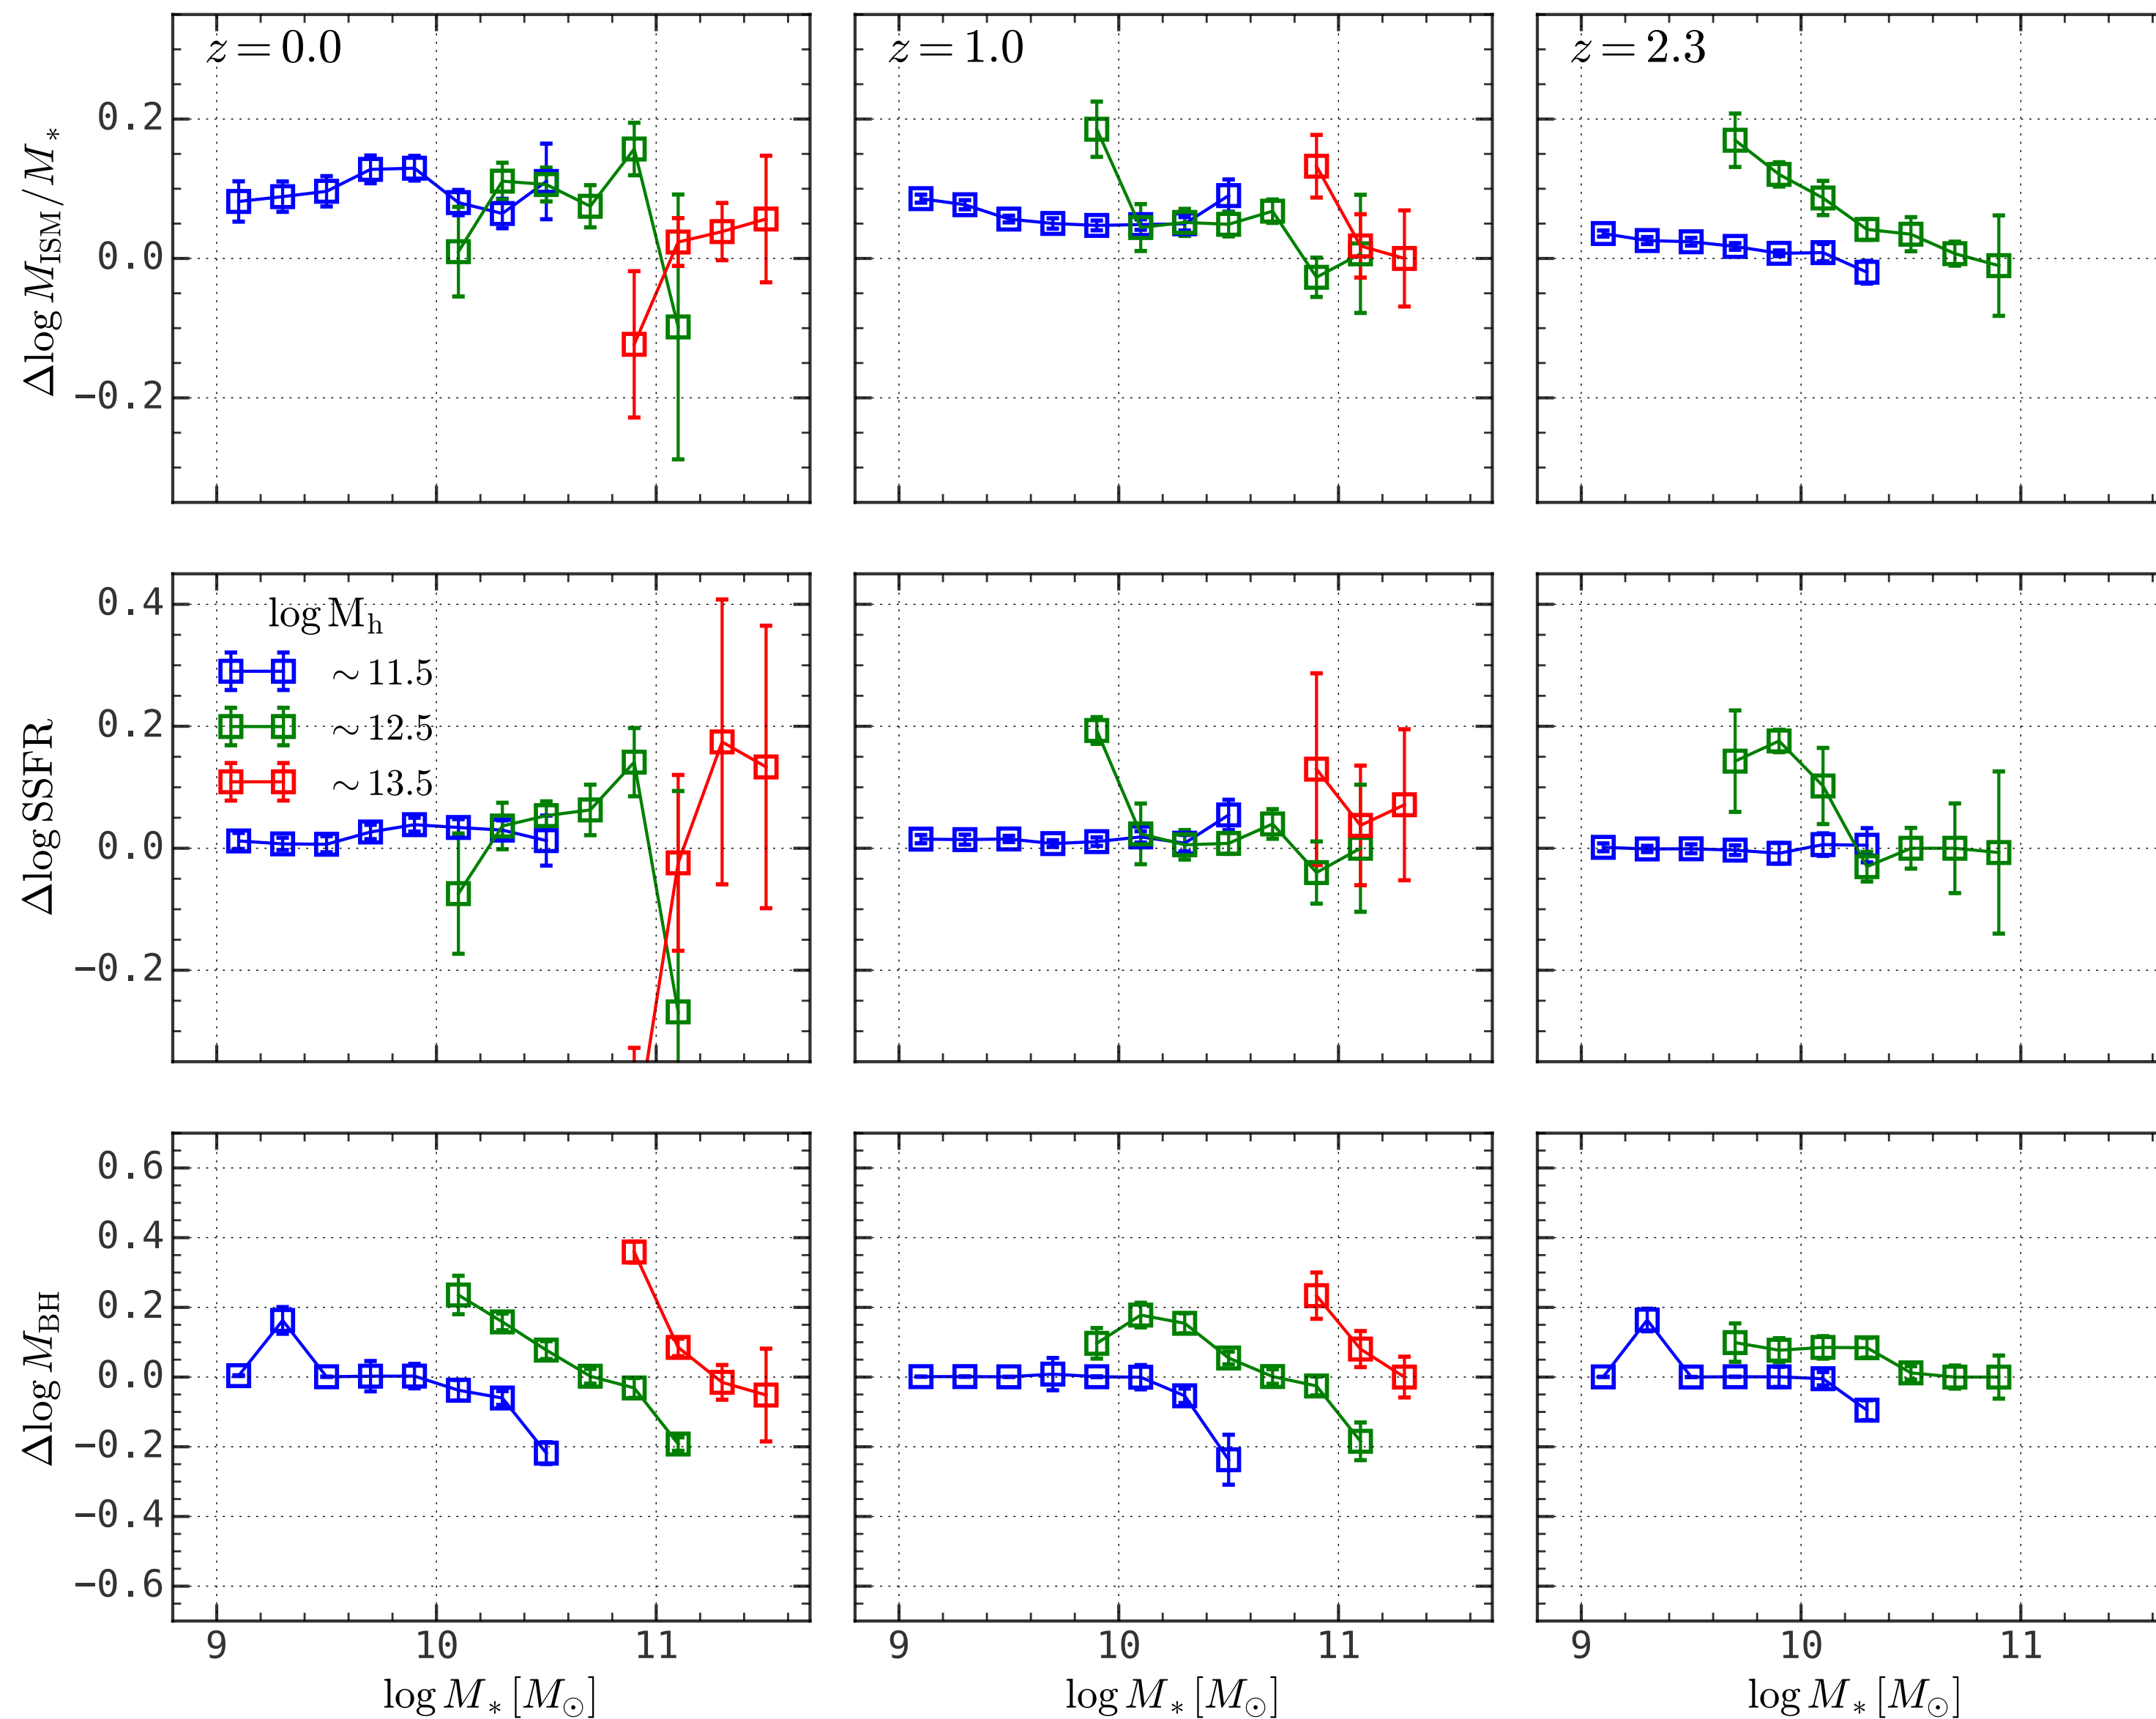 z = 0.0
z = 1.0
z = 2.3
Δlog M_ISM/M_*
0.2
0.0
−0.2
Δlog SSFR
0.4
0.2
0.0
−0.2
log M_h
∼11.5
∼12.5
∼13.5
Δlog M_BH
0.6
0.4
0.2
0.0
−0.2
−0.4
−0.6
9 10 11
9 10 11
9 10 11
log M_* [M_⊙]
log M_* [M_⊙]
log M_* [M_⊙]